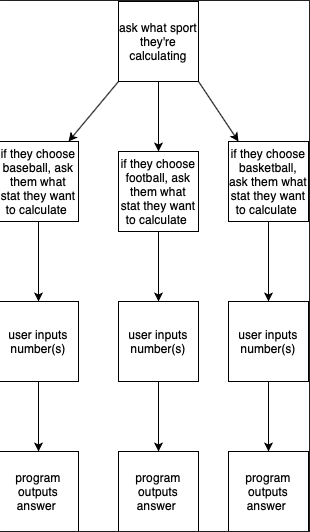 ask what sport
they're
calculating
if they choose
baseball, ask
them what
stat they want
to calculate
if they choose
football, ask
them what
stat they want
to calculate
if they choose
basketball,
ask them what
stat they want
to calculate
user inputs
number(s)
user inputs
number(s)
user inputs
number(s)
program
outputs
answer
program
outputs
answer
program
outputs
answer